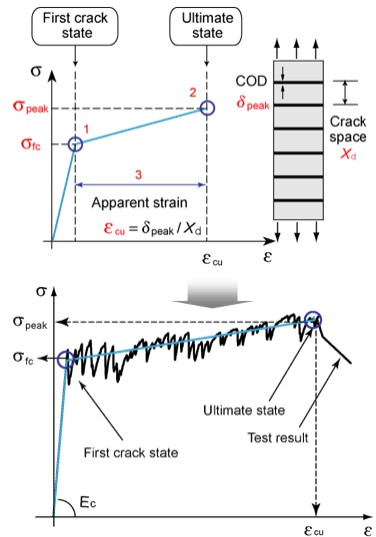 First crack
state
Ultimate
state
σ
σpeak
σfc
1
2
3
Apparent strain
εcu = δpeak / Xd
εcu
ε
COD
δpeak
Crack
space
Xd
σ
σpeak
σfc
Ultimate state
First crack state
Test result
Ec
εcu
ε